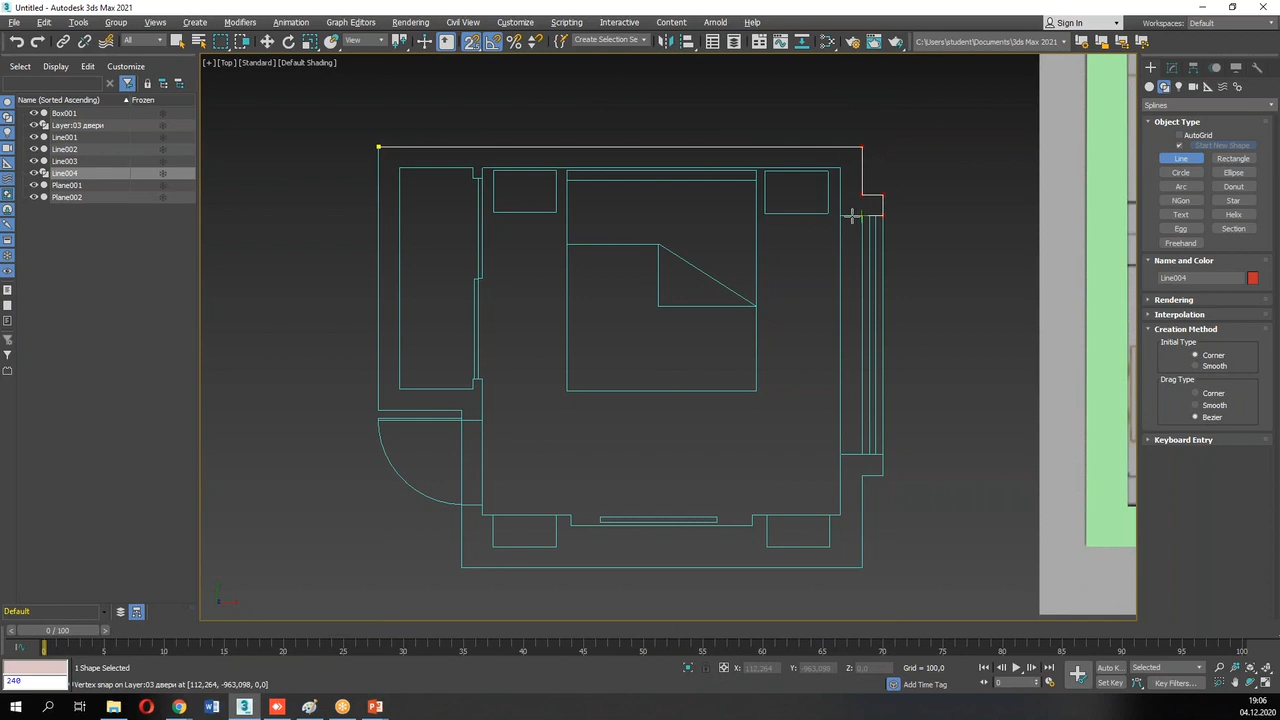 Untitled - Autodesk 3ds Max 2021
File Edit Tools Group Views Create Modifiers Animation Graph Editors Rendering Civil View Customize Scripting Interactive Content Arnold Help
Sign In
Workspaces: Default
All
View
Create Selection Se
C:\Users\student\Documents\3ds Max 2021
Select Display Edit Customize
[+] [Top] [Standard] [Default Shading]
Name (Sorted Ascending) Frozen
Box001
Layer:03 двери
Line001
Line002
Line003
Line004
Plane001
Plane002
Splines
Object Type
AutoGrid
Start New Shape
Line Rectangle
Circle Ellipse
Arc Donut
NGon Star
Text Helix
Egg Section
Freehand
Name and Color
Line004
Rendering
Interpolation
Creation Method
Initial Type
Corner
Smooth
Drag Type
Corner
Smooth
Bezier
Keyboard Entry
Default
0 / 100
0 5 10 15 20 25 30 35 40 45 50 55 60 65 70 75 80 85 90 95 100
240
1 Shape Selected
Vertex snap on Layer:03 двери at [112,264, -963,098, 0,0]
X: 112,264 Y: -963,098 Z: 0,0 Grid = 100,0
Add Time Tag
0
Auto K... Selected
Set Key Key Filters...
19:06
04.12.2020